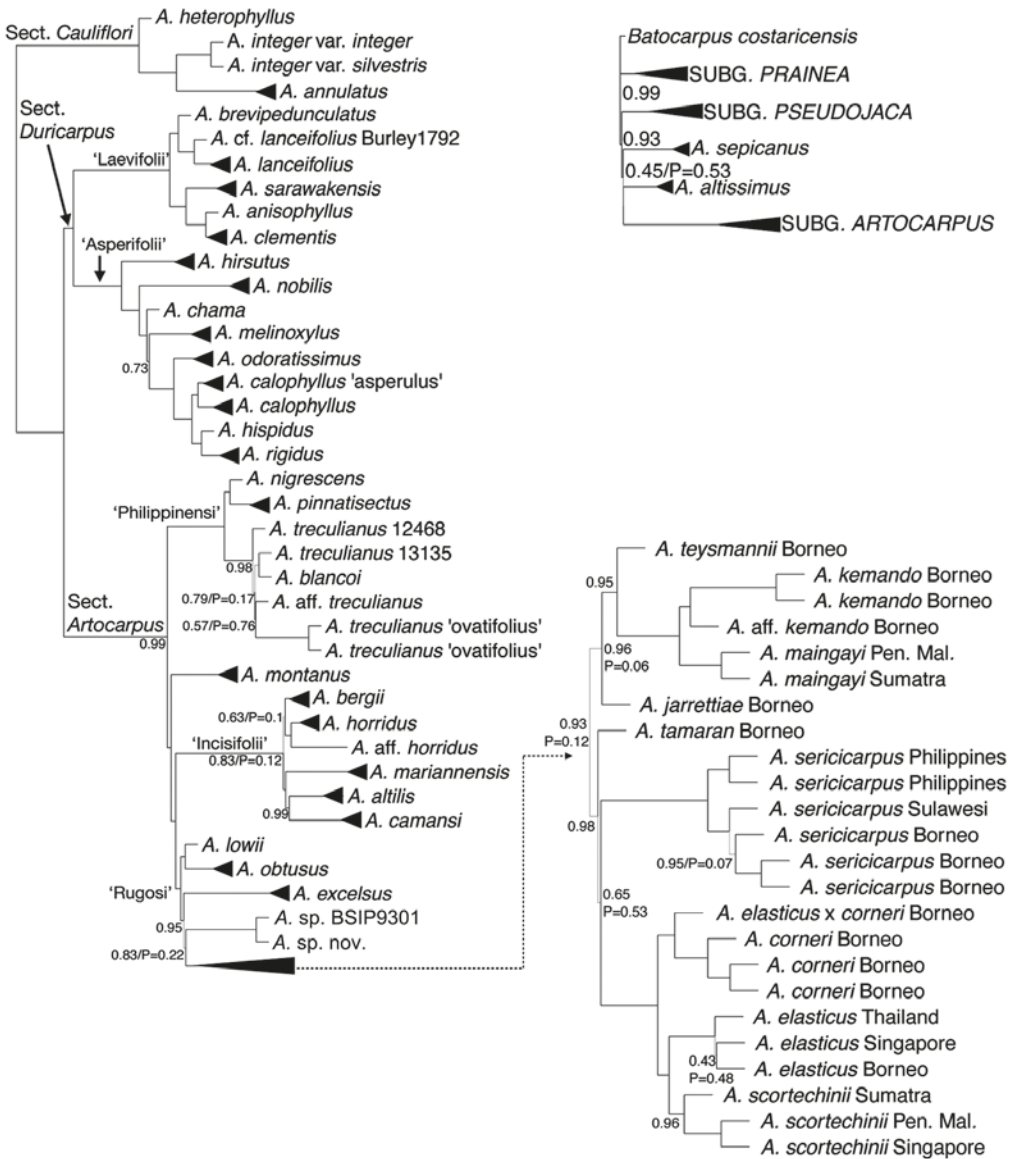 A. heterophyllus
Sect. Cauliflori
A. integer var. integer
A. integer var. silvestris
A. annulatus
Sect.
Duricarpus
A. brevipedunculatus
A. cf. lanceifolius Burley1792
'Laevifolii'
A. lanceifolius
A. sarawakensis
A. anisophyllus
A. clementis
'Asperifolii'
A. hirsutus
A. nobilis
A. chama
A. melinoxylus
0.73
A. odoratissimus
A. calophyllus 'asperulus'
A. calophyllus
A. hispidus
A. rigidus
A. nigrescens
A. pinnatisectus
'Philippinensi'
A. treculianus 12468
A. treculianus 13135
0.98
A. blancoi
0.79/P=0.17
A. aff. treculianus
Sect.
Artocarpus
0.57/P=0.76
A. treculianus 'ovatifolius'
0.99
A. treculianus 'ovatifolius'
A. montanus
A. bergii
0.63/P=0.1
A. horridus
'Incisifolii'
A. aff. horridus
0.83/P=0.12
A. mariannensis
A. altilis
0.99
A. camansi
A. lowii
A. obtusus
'Rugosi'
A. excelsus
A. sp. BSIP9301
0.95
A. sp. nov.
0.83/P=0.22
Batocarpus costaricensis
SUBG. PRAINEA
0.99
SUBG. PSEUDOJACA
0.93
A. sepicanus
0.45/P=0.53
A. altissimus
SUBG. ARTOCARPUS
A. teysmannii Borneo
0.95
A. kemando Borneo
A. kemando Borneo
A. aff. kemando Borneo
0.96
P=0.06
A. maingayi Pen. Mal.
A. maingayi Sumatra
A. jarrettiae Borneo
0.93
P=0.12
A. tamaran Borneo
A. sericicarpus Philippines
A. sericicarpus Philippines
A. sericicarpus Sulawesi
0.98
A. sericicarpus Borneo
0.95/P=0.07
A. sericicarpus Borneo
A. sericicarpus Borneo
0.65
P=0.53
A. elasticus x corneri Borneo
A. corneri Borneo
A. corneri Borneo
A. corneri Borneo
A. elasticus Thailand
A. elasticus Singapore
0.43
P=0.48
A. elasticus Borneo
A. scortechinii Sumatra
0.96
A. scortechinii Pen. Mal.
A. scortechinii Singapore